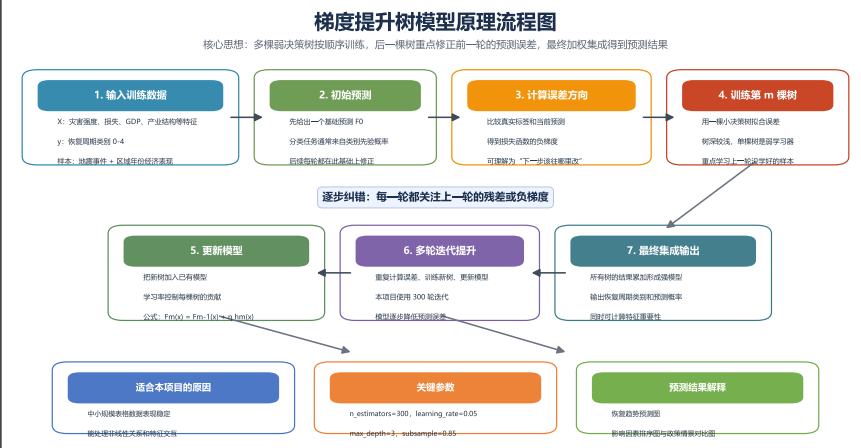 梯度提升树模型原理流程图
核心思想：多棵弱决策树按顺序训练，后一棵树重点修正前一轮的预测误差，最终加权集成得到预测结果
1. 输入训练数据
X：灾害强度、损失、GDP、产业结构等特征
y：恢复周期类别 0-4
样本：地震事件 + 区域年份经济表现
2. 初始预测
先给出一个基础预测 F0
分类任务通常来自类别先验概率
后续每轮都在此基础上修正
3. 计算误差方向
比较真实标签和当前预测
得到损失函数的负梯度
可理解为“下一步该往哪里改”
4. 训练第 m 棵树
用一棵小决策树拟合误差
树深较浅，单棵树是弱学习器
重点学习上一轮没学好的样本
逐步纠错：每一轮都关注上一轮的残差或负梯度
5. 更新模型
把新树加入已有模型
学习率控制每棵树的贡献
公式：Fm(x) = Fm-1(x) + η hm(x)
6. 多轮迭代提升
重复计算误差、训练新树、更新模型
本项目使用 300 轮迭代
模型逐步降低预测误差
7. 最终集成输出
所有树的结果累加形成强模型
输出恢复周期类别和预测概率
同时可计算特征重要性
适合本项目的原因
中小规模表格数据表现稳定
能处理非线性关系和特征交互
关键参数
n_estimators=300，learning_rate=0.05
max_depth=3，subsample=0.85
预测结果解释
恢复趋势预测图
影响因素排序图与政策情景对比图